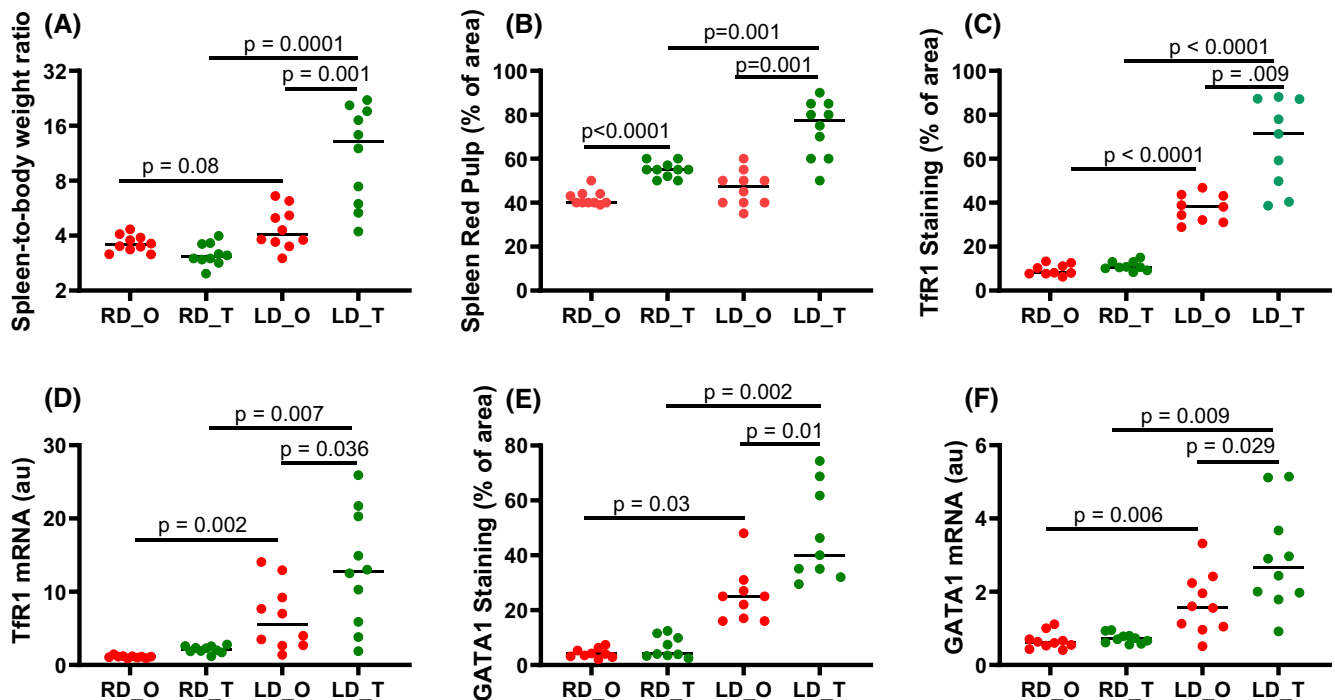 (A)
p = 0.0001
p = 0.001
p = 0.08
Spleen-to-body weight ratio
32
16
8
4
2
RD_O RD_T LD_O LD_T
(B)
p=0.001
p=0.001
p<0.0001
Spleen Red Pulp (% of area)
100
80
60
40
20
0
RD_O RD_T LD_O LD_T
(C)
p < 0.0001
p = .009
p < 0.0001
TfR1 Staining (% of area)
100
80
60
40
20
0
RD_O RD_T LD_O LD_T
(D)
p = 0.007
p = 0.036
p = 0.002
TfR1 mRNA (au)
30
20
10
0
RD_O RD_T LD_O LD_T
(E)
p = 0.002
p = 0.01
p = 0.03
GATA1 Staining (% of area)
80
60
40
20
0
RD_O RD_T LD_O LD_T
(F)
p = 0.009
p = 0.029
p = 0.006
GATA1 mRNA (au)
6
4
2
0
RD_O RD_T LD_O LD_T